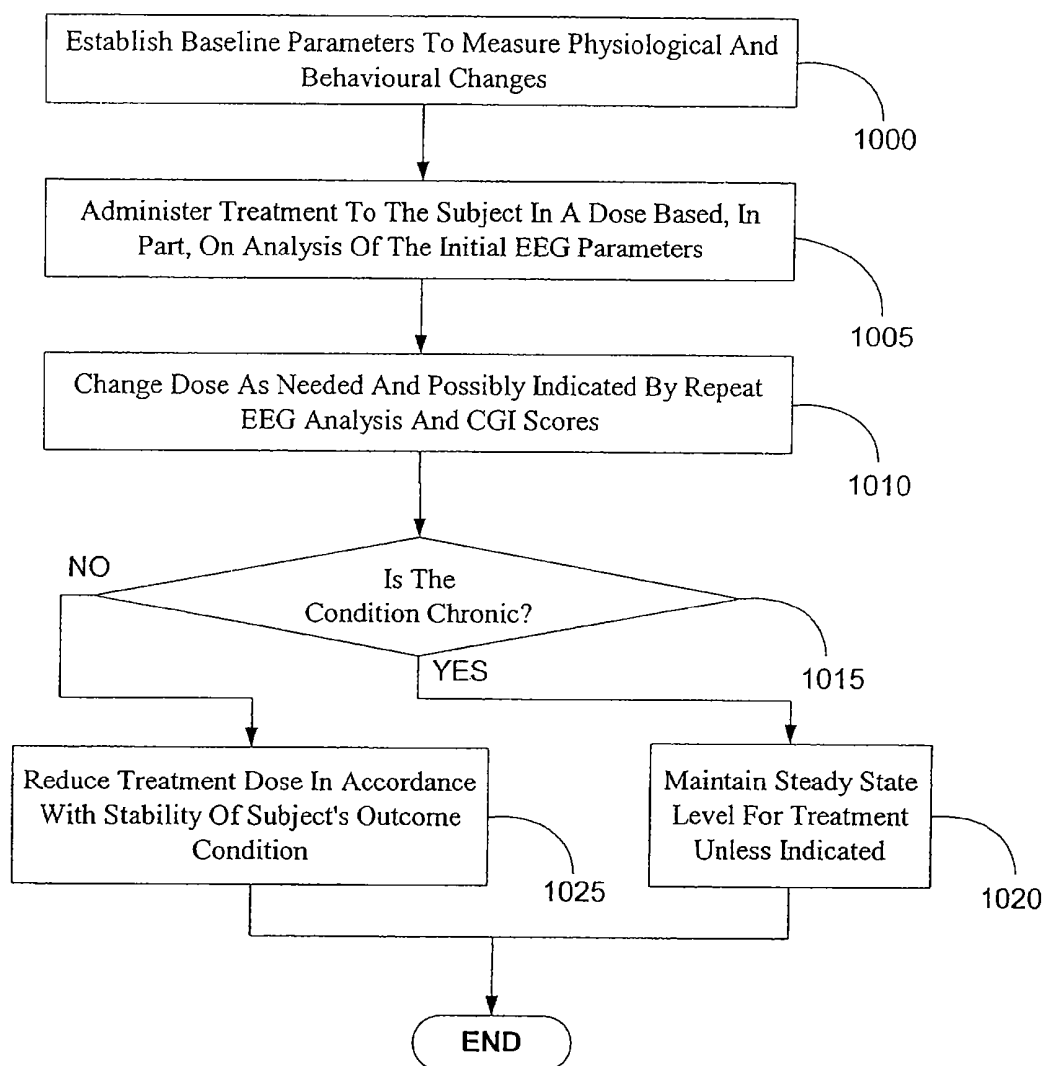 Establish Baseline Parameters To Measure Physiological And
Behavioural Changes
1000
Administer Treatment To The Subject In A Dose Based, In
Part, On Analysis Of The Initial EEG Parameters
1005
Change Dose As Needed And Possibly Indicated By Repeat
EEG Analysis And CGI Scores
1010
NO
Is The
Condition Chronic?
YES
1015
Reduce Treatment Dose In Accordance
With Stability Of Subject's Outcome
Condition
1025
Maintain Steady State
Level For Treatment
Unless Indicated
1020
END